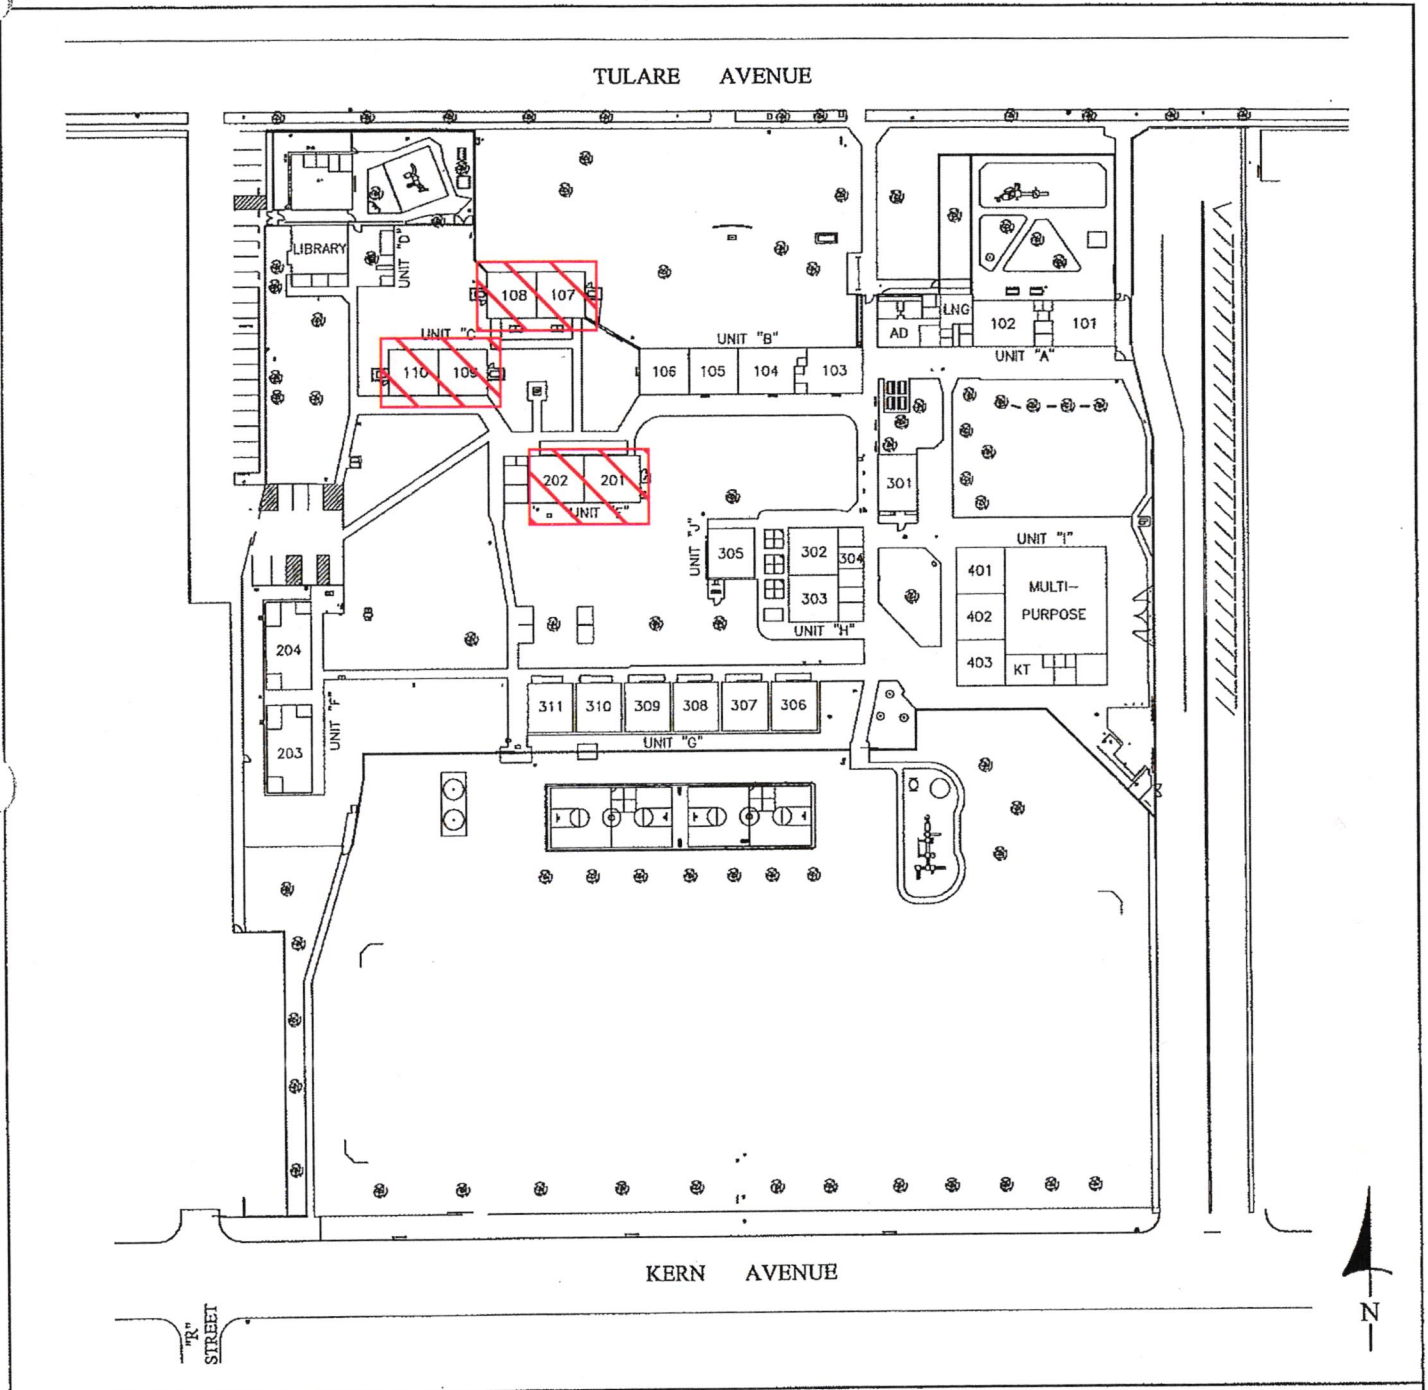 TULARE AVENUE
LIBRARY
UNIT "D"
108 107
UNIT "C"
110 109
UNIT "B"
106 105 104 103
AD
LNG
102 101
UNIT "A"
202 201
UNIT "E"
301
UNIT "J"
305
302
304
303
UNIT "H"
UNIT "I"
401
402
403
MULTI-
PURPOSE
KT
204
203
UNIT "F"
311 310 309 308 307 306
UNIT "G"
KERN AVENUE
"R"
STREET
N